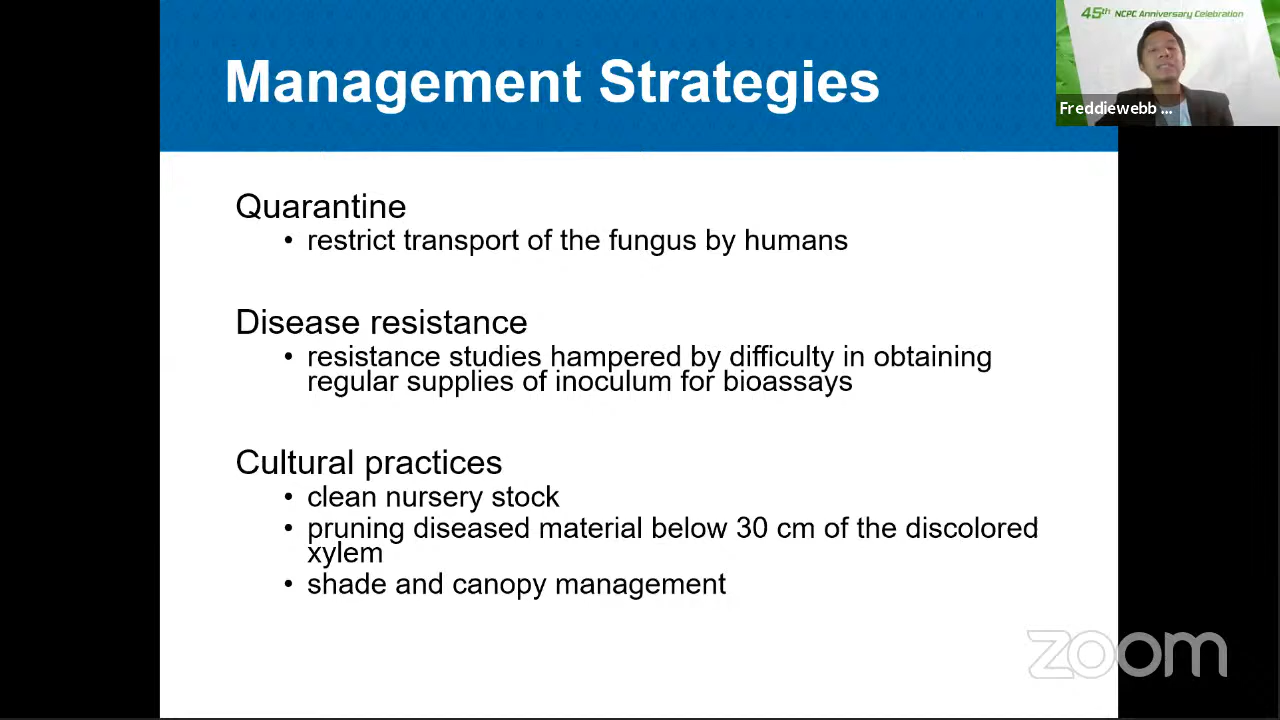 Management Strategies
45th NCPC Anniversary Celebration
Freddiewebb ...
Quarantine
• restrict transport of the fungus by humans
Disease resistance
• resistance studies hampered by difficulty in obtaining
regular supplies of inoculum for bioassays
Cultural practices
• clean nursery stock
• pruning diseased material below 30 cm of the discolored
xylem
• shade and canopy management
zoom